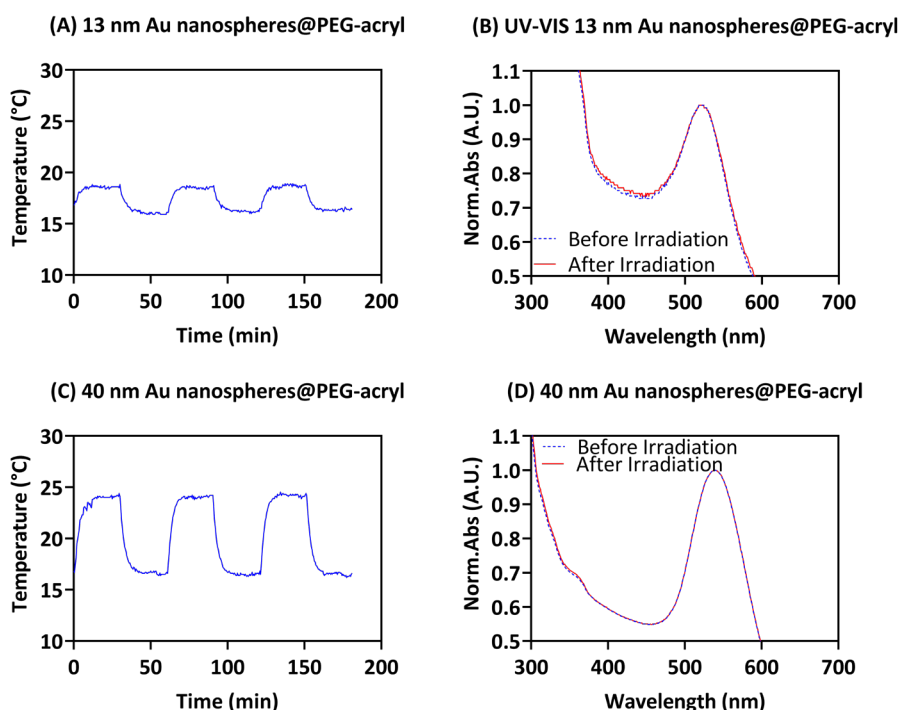 (A) 13 nm Au nanospheres@PEG-acryl
30
25
20
15
10
Temperature (°C)
0
50
100
150
200
Time (min)
(B) UV-VIS 13 nm Au nanospheres@PEG-acryl
1.1
1.0
0.9
0.8
0.7
0.6
0.5
Norm.Abs (A.U.)
Before Irradiation
After Irradiation
300
400
500
600
700
Wavelength (nm)
(C) 40 nm Au nanospheres@PEG-acryl
30
25
20
15
10
Temperature (°C)
0
50
100
150
200
Time (min)
(D) 40 nm Au nanospheres@PEG-acryl
1.1
1.0
0.9
0.8
0.7
0.6
0.5
Norm.Abs (A.U.)
Before Irradiation
After Irradiation
300
400
500
600
700
Wavelength (nm)